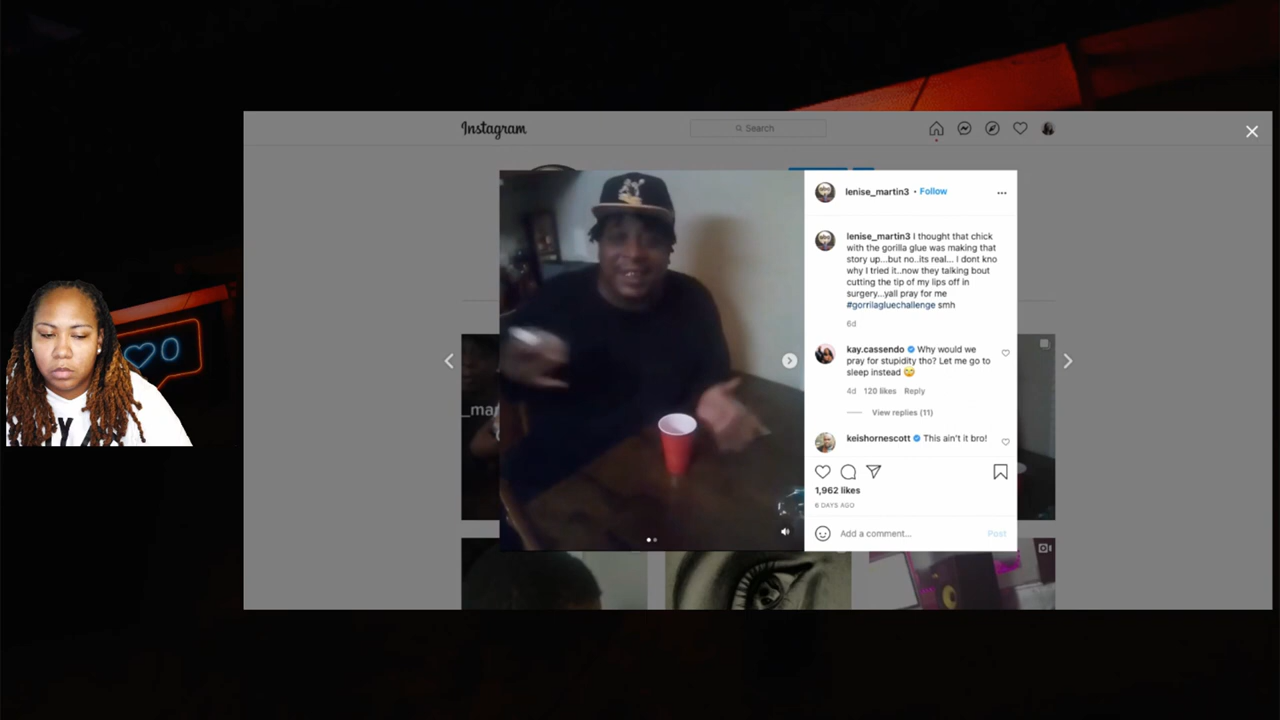 Instagram
Search
lenise_martin3 • Follow
lenise_martin3 I thought that chick
with the gorilla glue was making that
story up...but no..its real... I dont kno
why I tried it..now they talking bout
cutting the tip of my lips off in
surgery...yall pray for me
#gorrilagluechallenge smh
6d
kay.cassendo Why would we
pray for stupidity tho? Let me go to
sleep instead 😴
4d 120 likes Reply
View replies (11)
keishornescott This ain't it bro!
1,962 likes
6 DAYS AGO
Add a comment... Post
0
_ma